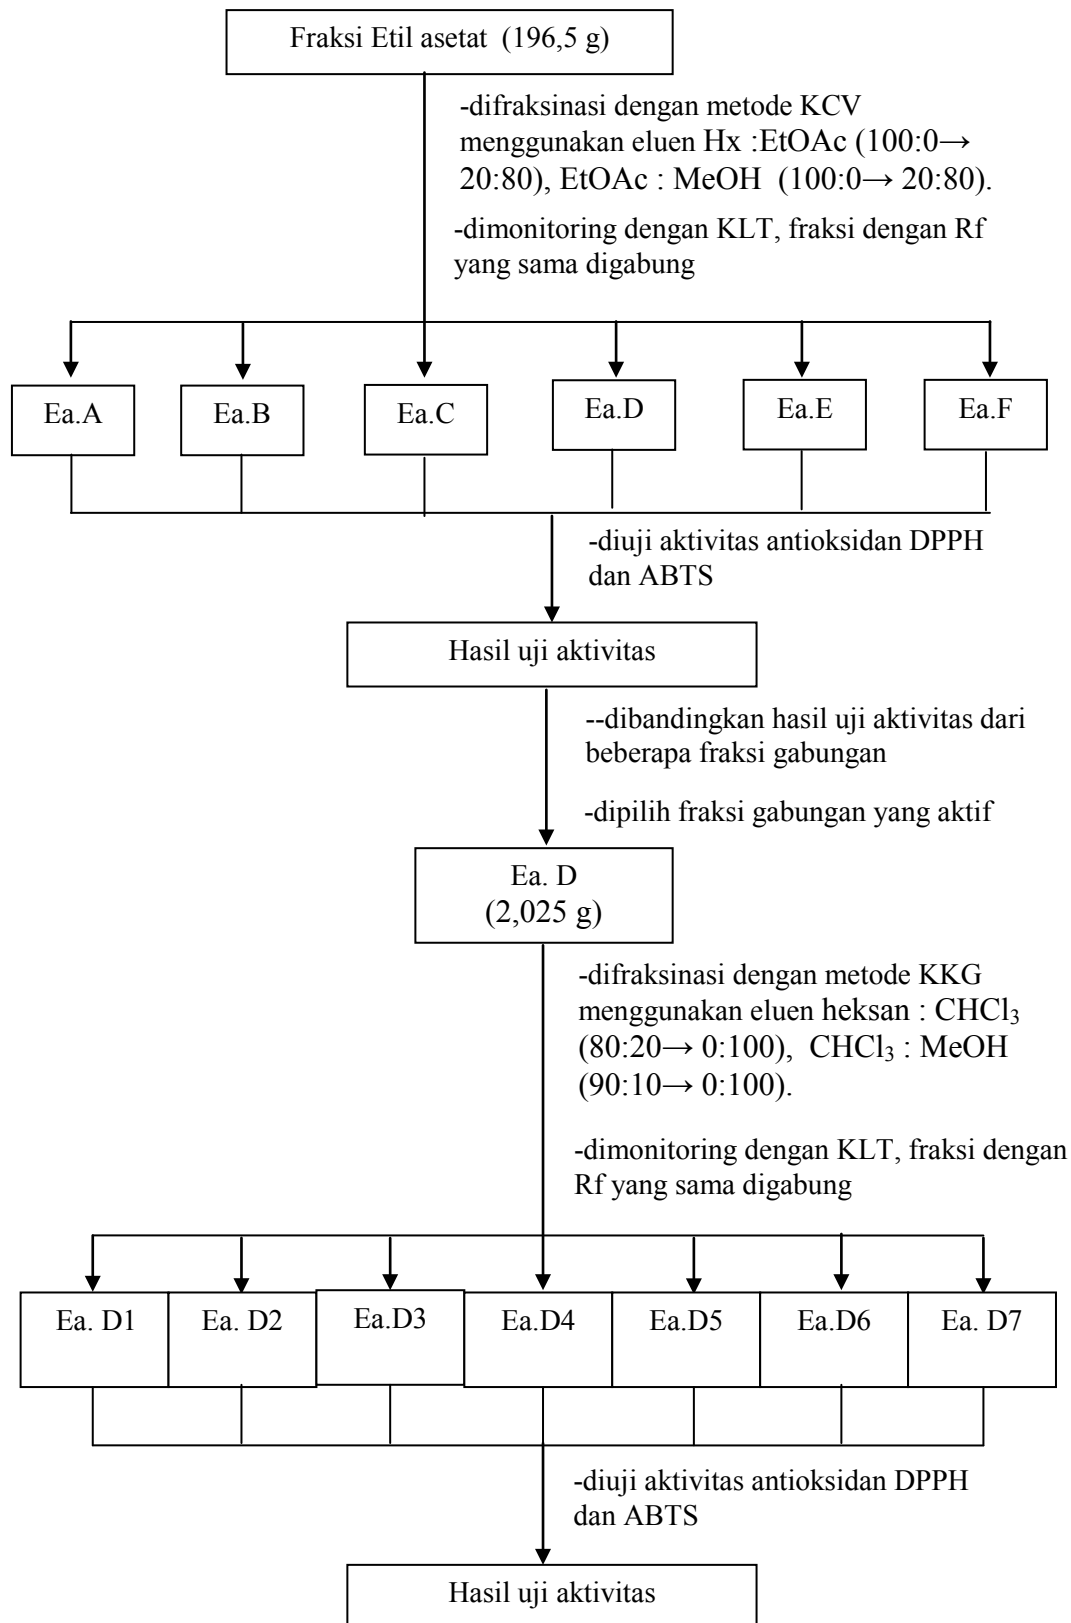 Fraksi Etil asetat (196,5 g)
-difraksinasi dengan metode KCV
menggunakan eluen Hx :EtOAc (100:0→
20:80), EtOAc : MeOH (100:0→ 20:80).
-dimonitoring dengan KLT, fraksi dengan Rf
yang sama digabung
Ea.A
Ea.B
Ea.C
Ea.D
Ea.E
Ea.F
-diuji aktivitas antioksidan DPPH
dan ABTS
Hasil uji aktivitas
--dibandingkan hasil uji aktivitas dari
beberapa fraksi gabungan
-dipilih fraksi gabungan yang aktif
Ea. D
(2,025 g)
-difraksinasi dengan metode KKG
menggunakan eluen heksan : CHCl₃
(80:20→ 0:100), CHCl₃ : MeOH
(90:10→ 0:100).
-dimonitoring dengan KLT, fraksi dengan
Rf yang sama digabung
Ea. D1
Ea. D2
Ea.D3
Ea.D4
Ea.D5
Ea.D6
Ea. D7
-diuji aktivitas antioksidan DPPH
dan ABTS
Hasil uji aktivitas